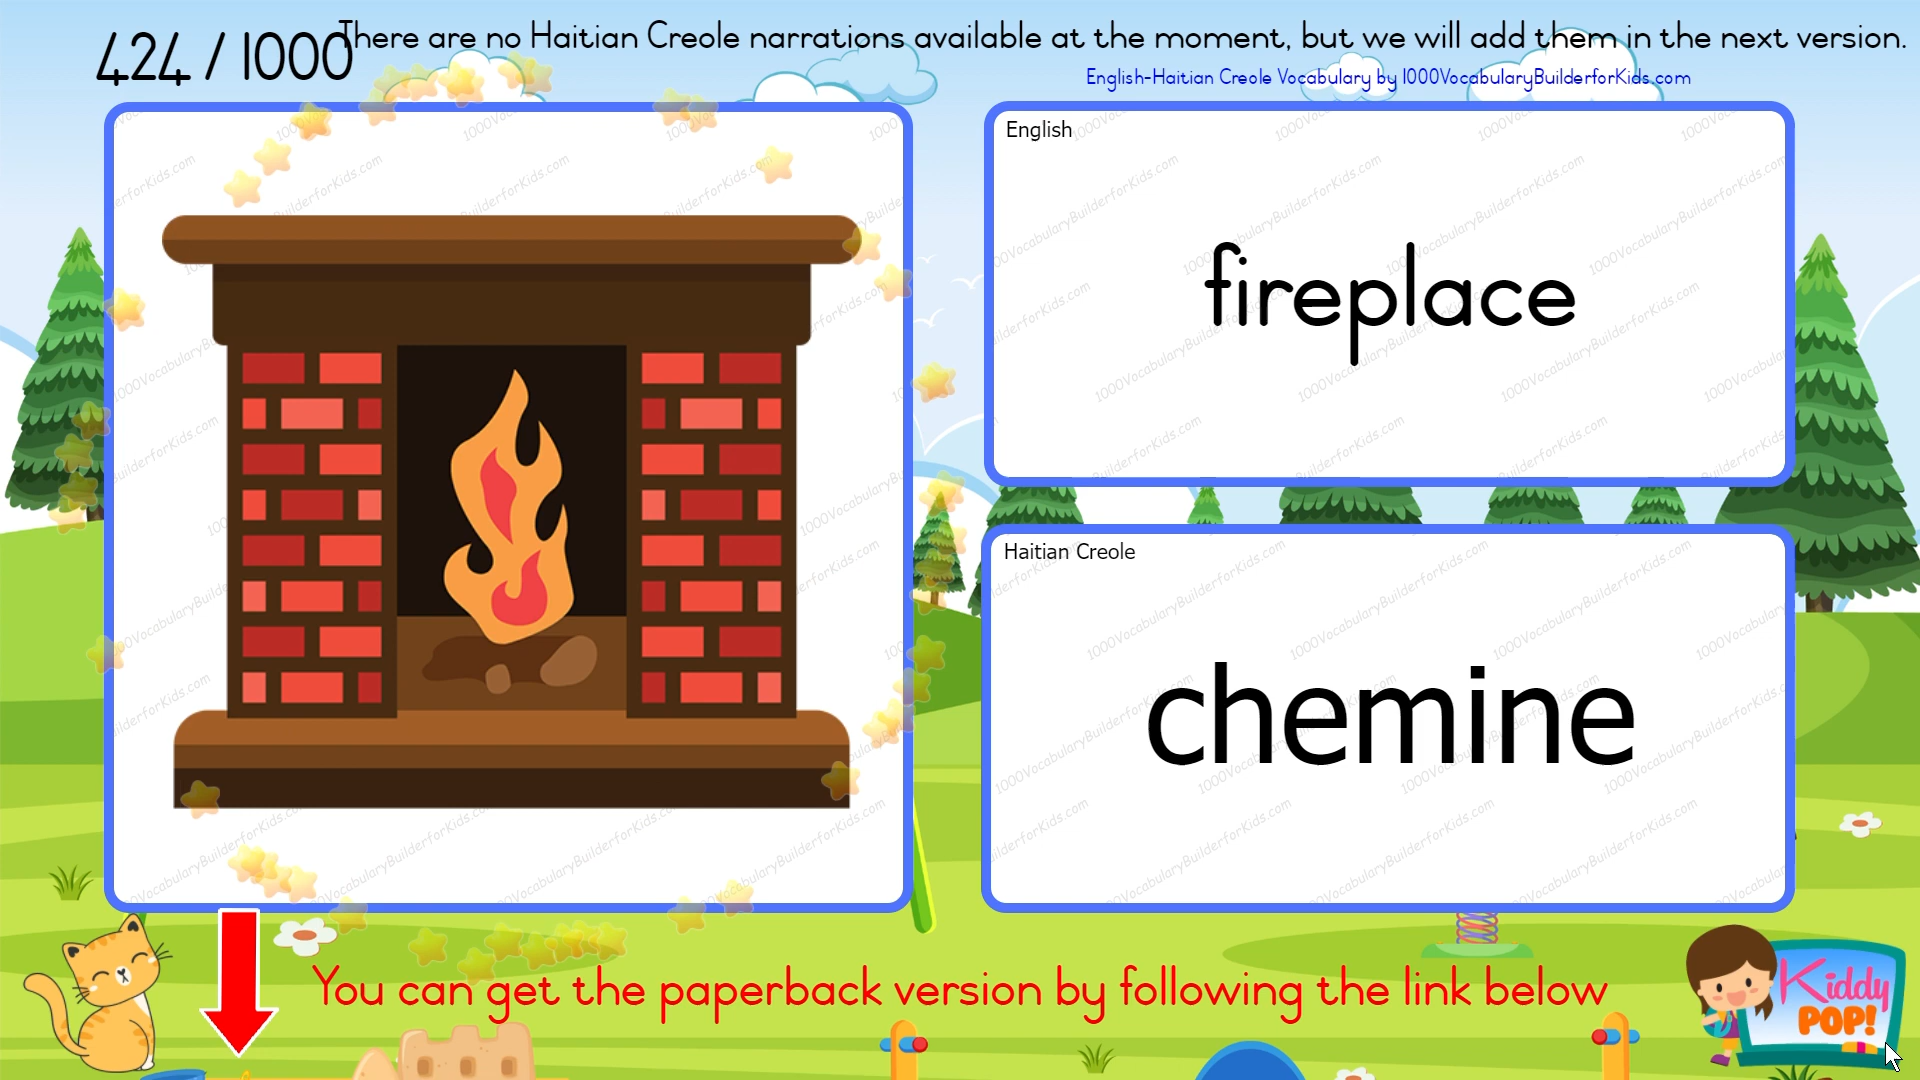 424 / 1000
There are no Haitian Creole narrations available at the moment, but we will add them in the next version.
English-Haitian Creole Vocabulary by 1000VocabularyBuilderforKids.com
English
fireplace
Haitian Creole
chemine
You can get the paperback version by following the link below
Kiddy
POP!
1000VocabularyBuilderforKids.com